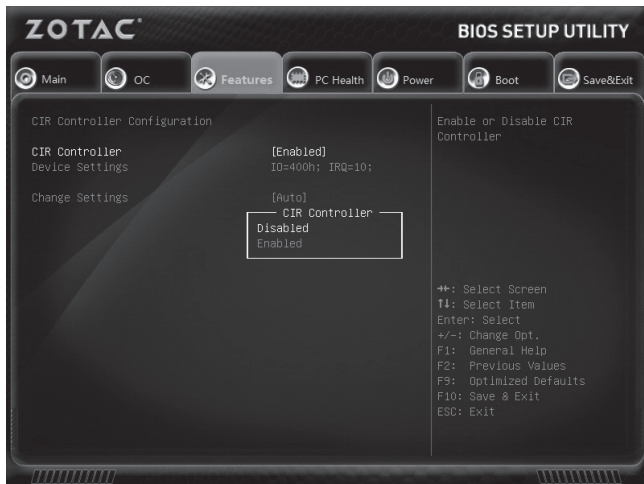 ZOTAC
BIOS SETUP UTILITY
Main
OC
Features
PC Health
Power
Boot
Save&Exit
CIR Controller Configuration
CIR Controller [Enabled]
Device Settings IO=400h; IRQ=10;
Change Settings [Auto]
CIR Controller
Disabled
Enabled
Enable or Disable CIR
Controller
→←: Select Screen
↑↓: Select Item
Enter: Select
+/-: Change Opt.
F1: General Help
F2: Previous Values
F9: Optimized Defaults
F10: Save & Exit
ESC: Exit